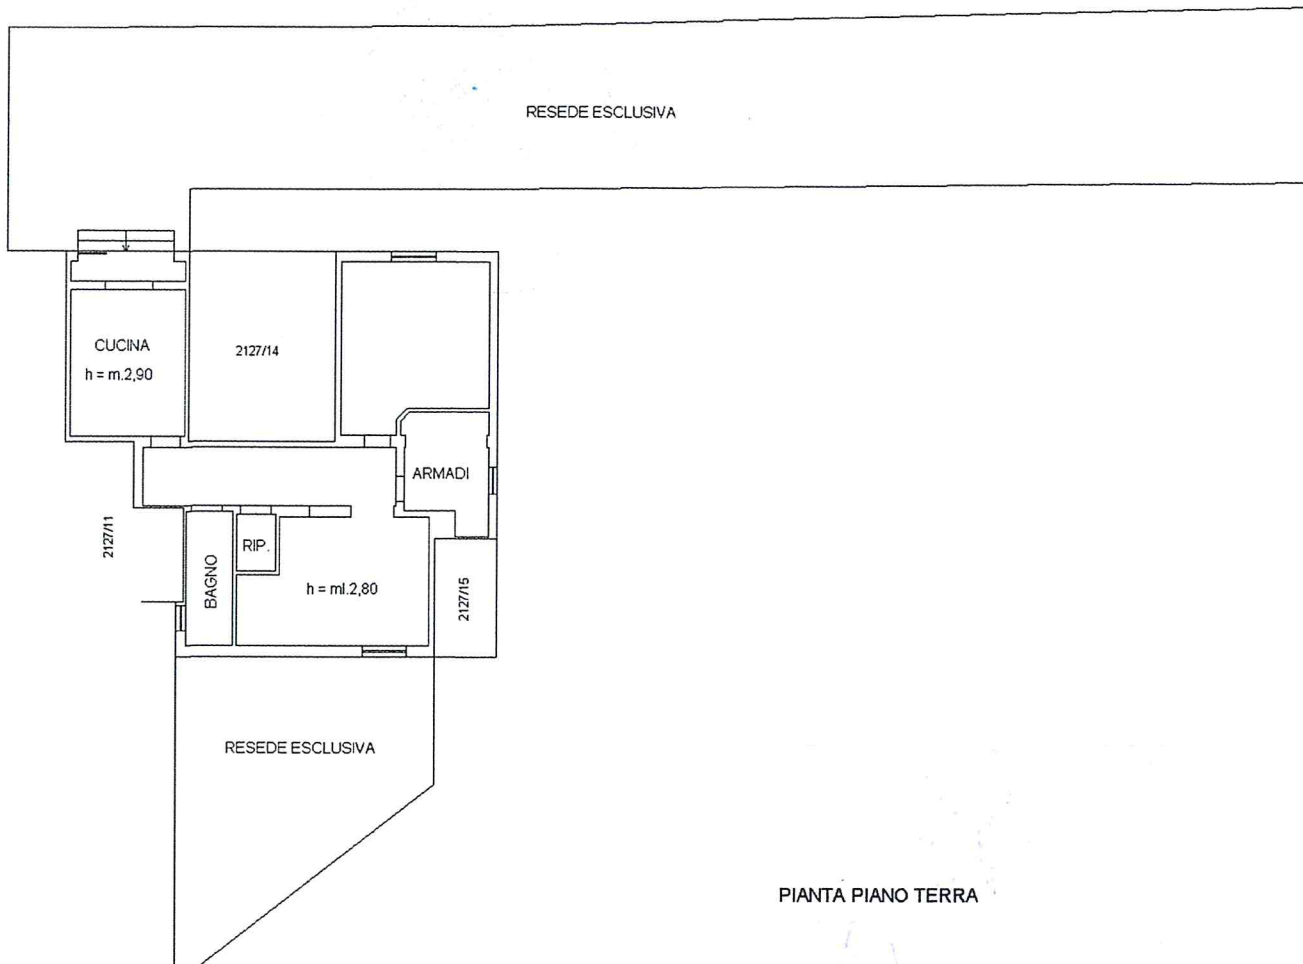 RESEDE ESCLUSIVA
CUCINA
h = m.2,90
2127/14
ARMADI
2127/11
BAGNO
RIP.
h = ml.2,80
2127/15
RESEDE ESCLUSIVA
PIANTA PIANO TERRA